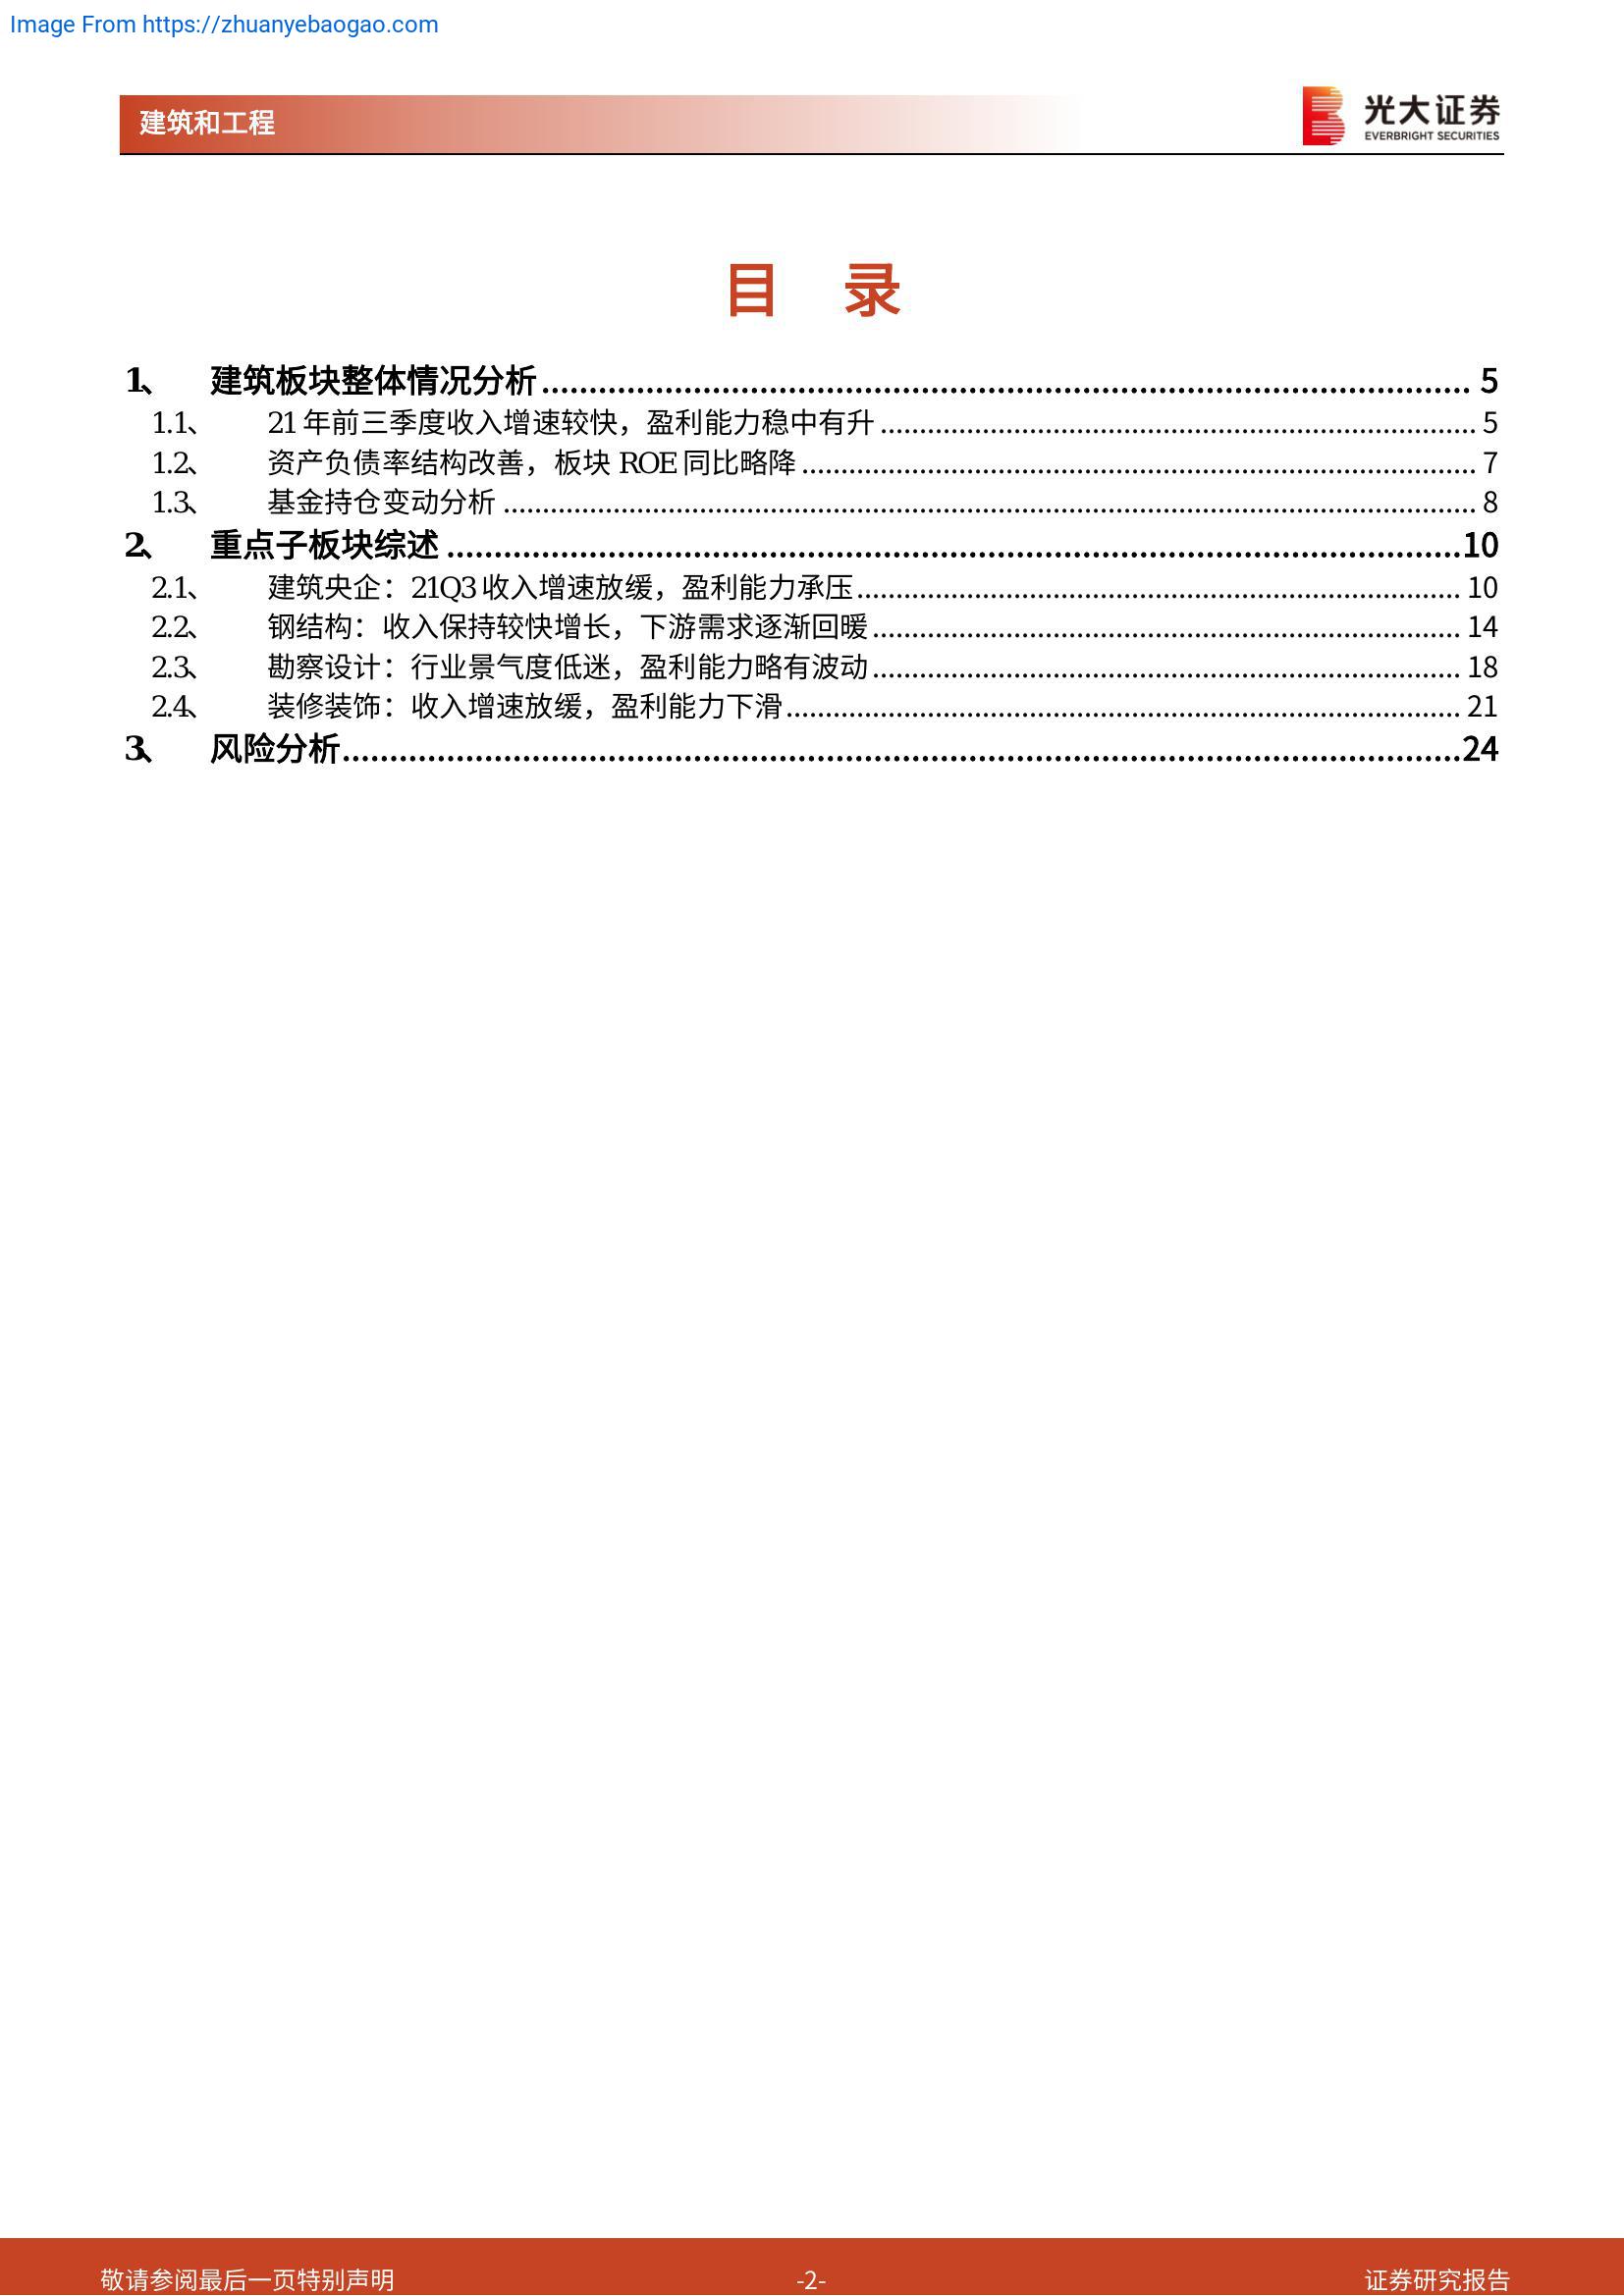 Image From https://zhuanyebaogao.com
建筑和工程
光大证券
EVERBRIGHT SECURITIES
目 录
1、 建筑板块整体情况分析 ........ 5
1.1、 21 年前三季度收入增速较快，盈利能力稳中有升 ........ 5
1.2、 资产负债率结构改善，板块 ROE 同比略降 ........ 7
1.3、 基金持仓变动分析 ........ 8
2、 重点子板块综述 ........ 10
2.1、 建筑央企：21Q3 收入增速放缓，盈利能力承压 ........ 10
2.2、 钢结构：收入保持较快增长，下游需求逐渐回暖 ........ 14
2.3、 勘察设计：行业景气度低迷，盈利能力略有波动 ........ 18
2.4、 装修装饰：收入增速放缓，盈利能力下滑 ........ 21
3、 风险分析 ........ 24
敬请参阅最后一页特别声明 -2- 证券研究报告